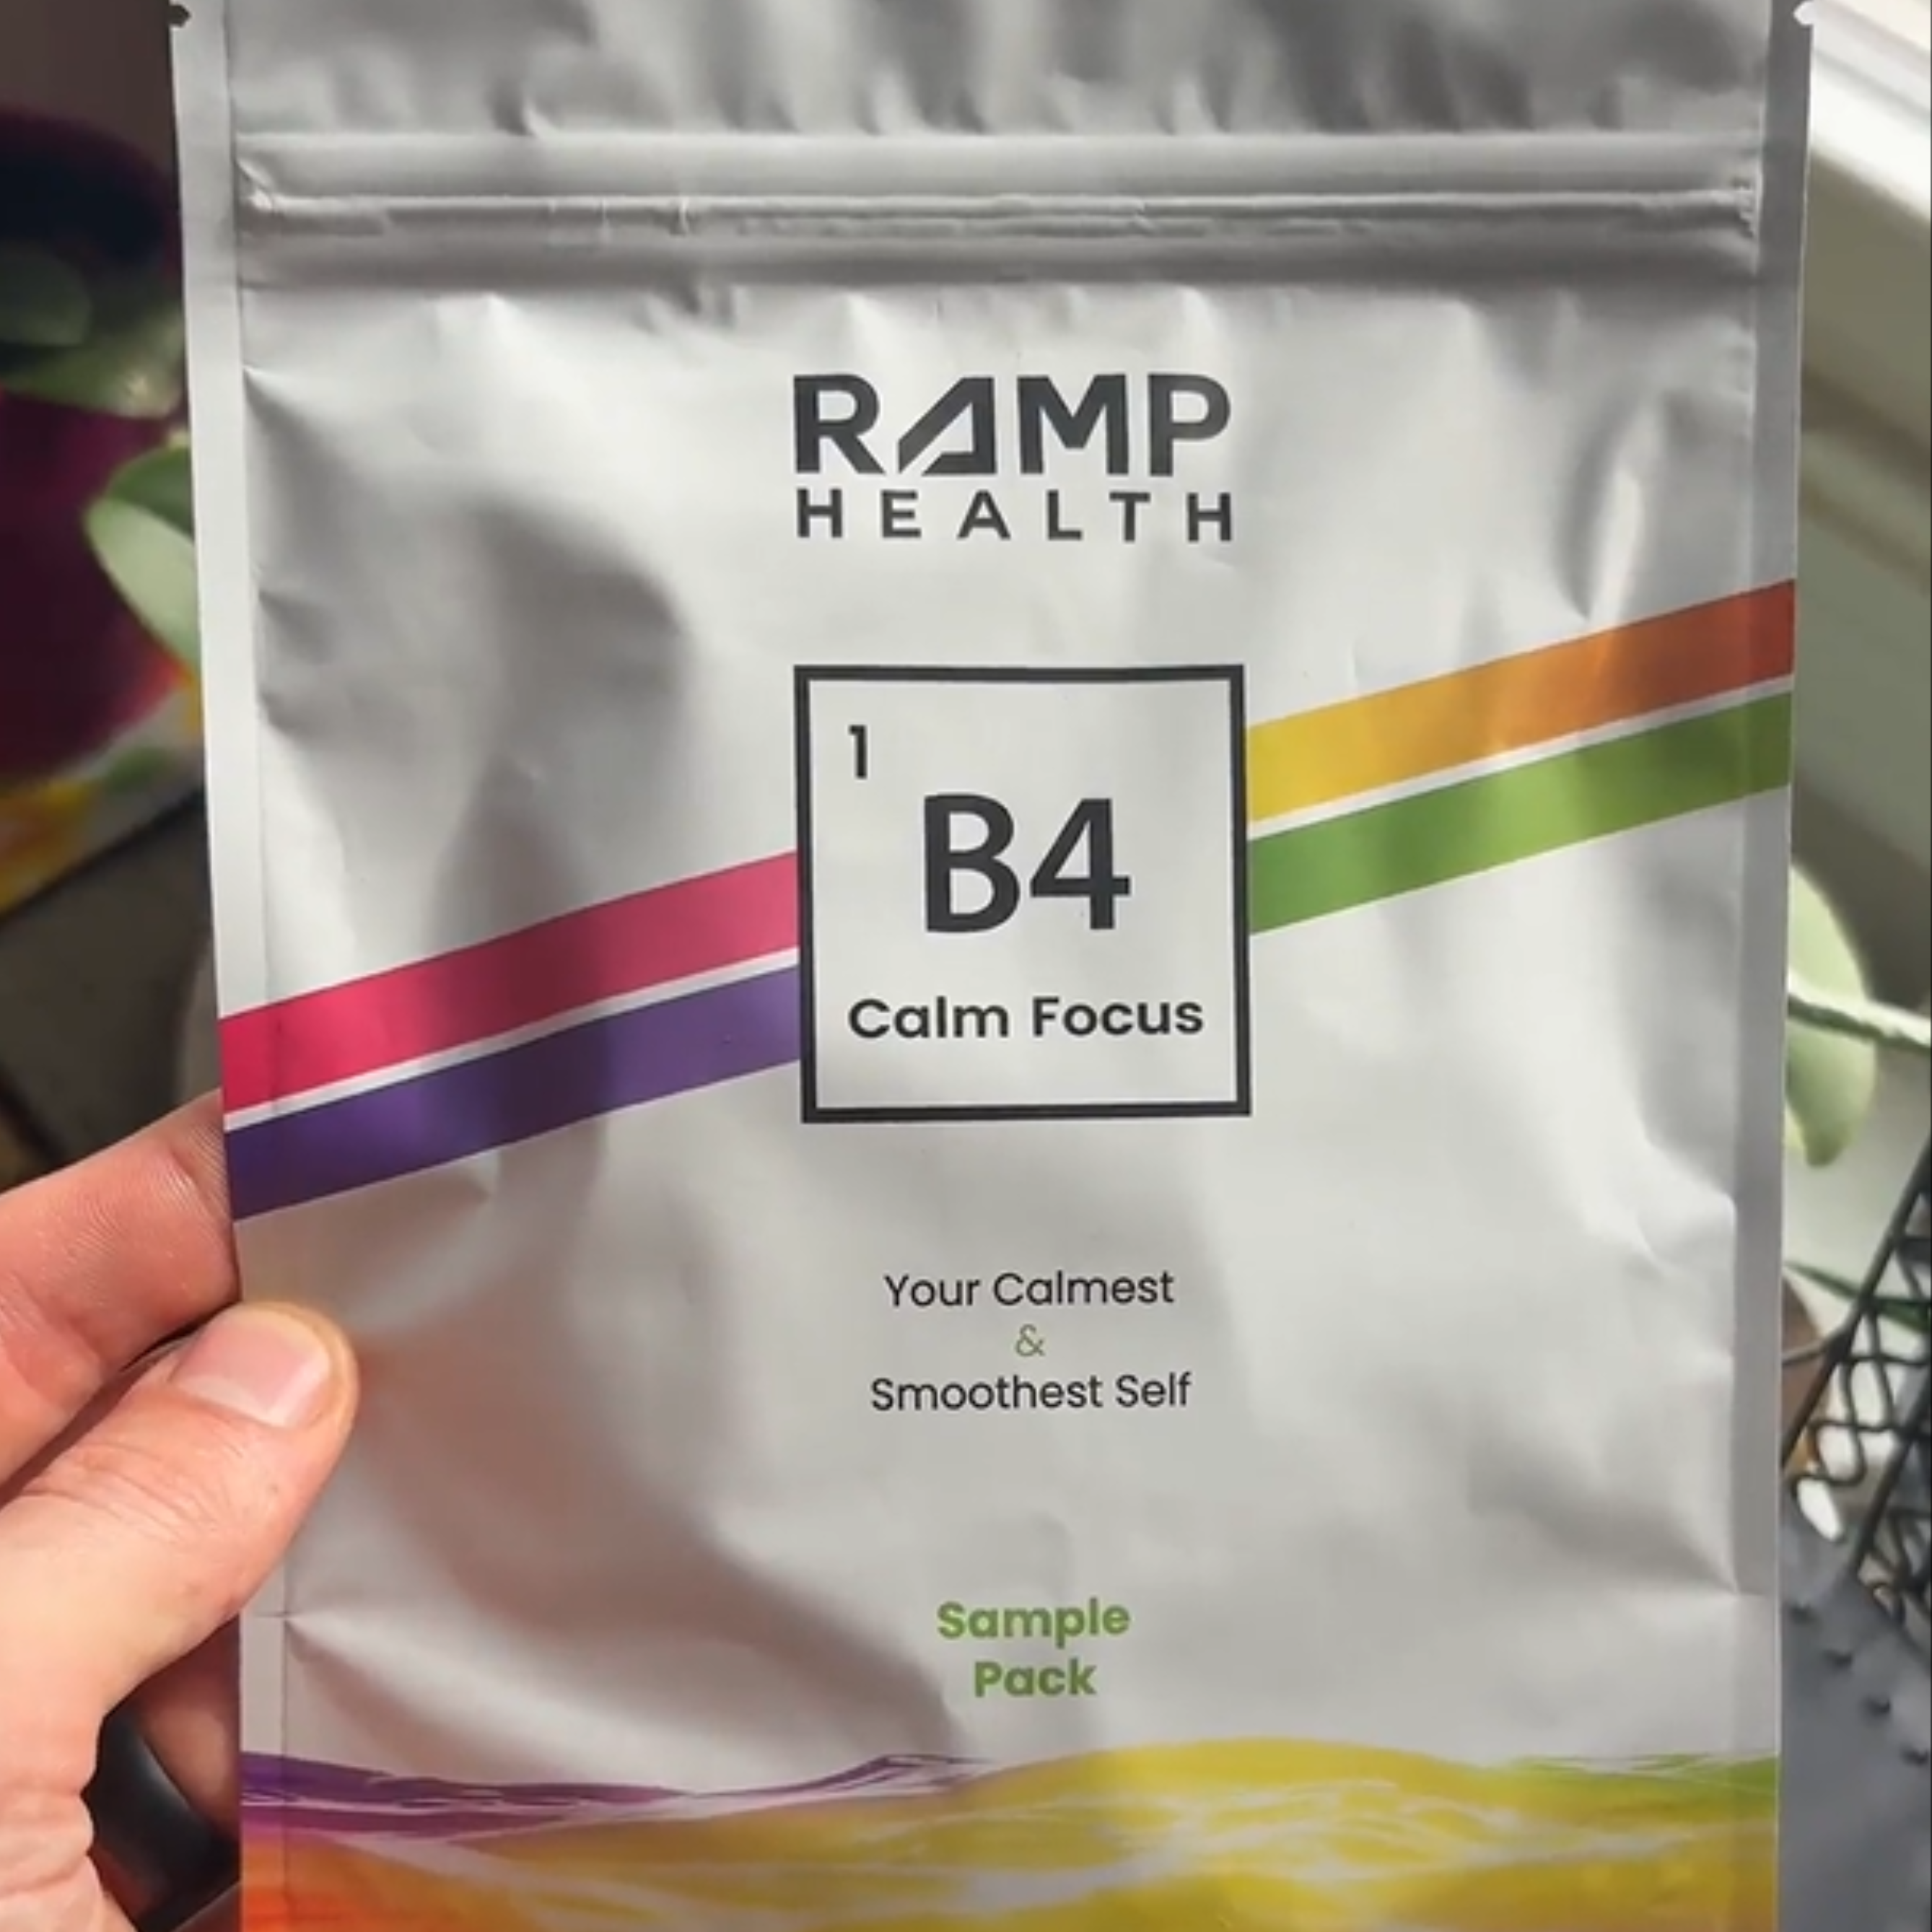 RAMP
HEALTH
1
B4
Calm Focus
Your Calmest
&
Smoothest Self
Sample
Pack